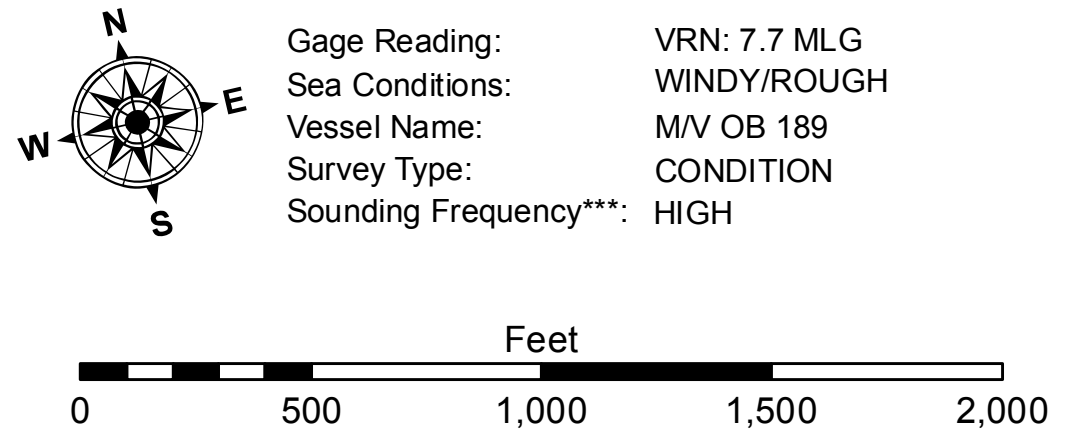 N
E
W
S
Gage Reading: VRN: 7.7 MLG
Sea Conditions: WINDY/ROUGH
Vessel Name: M/V OB 189
Survey Type: CONDITION
Sounding Frequency***: HIGH
Feet
0 500 1,000 1,500 2,000